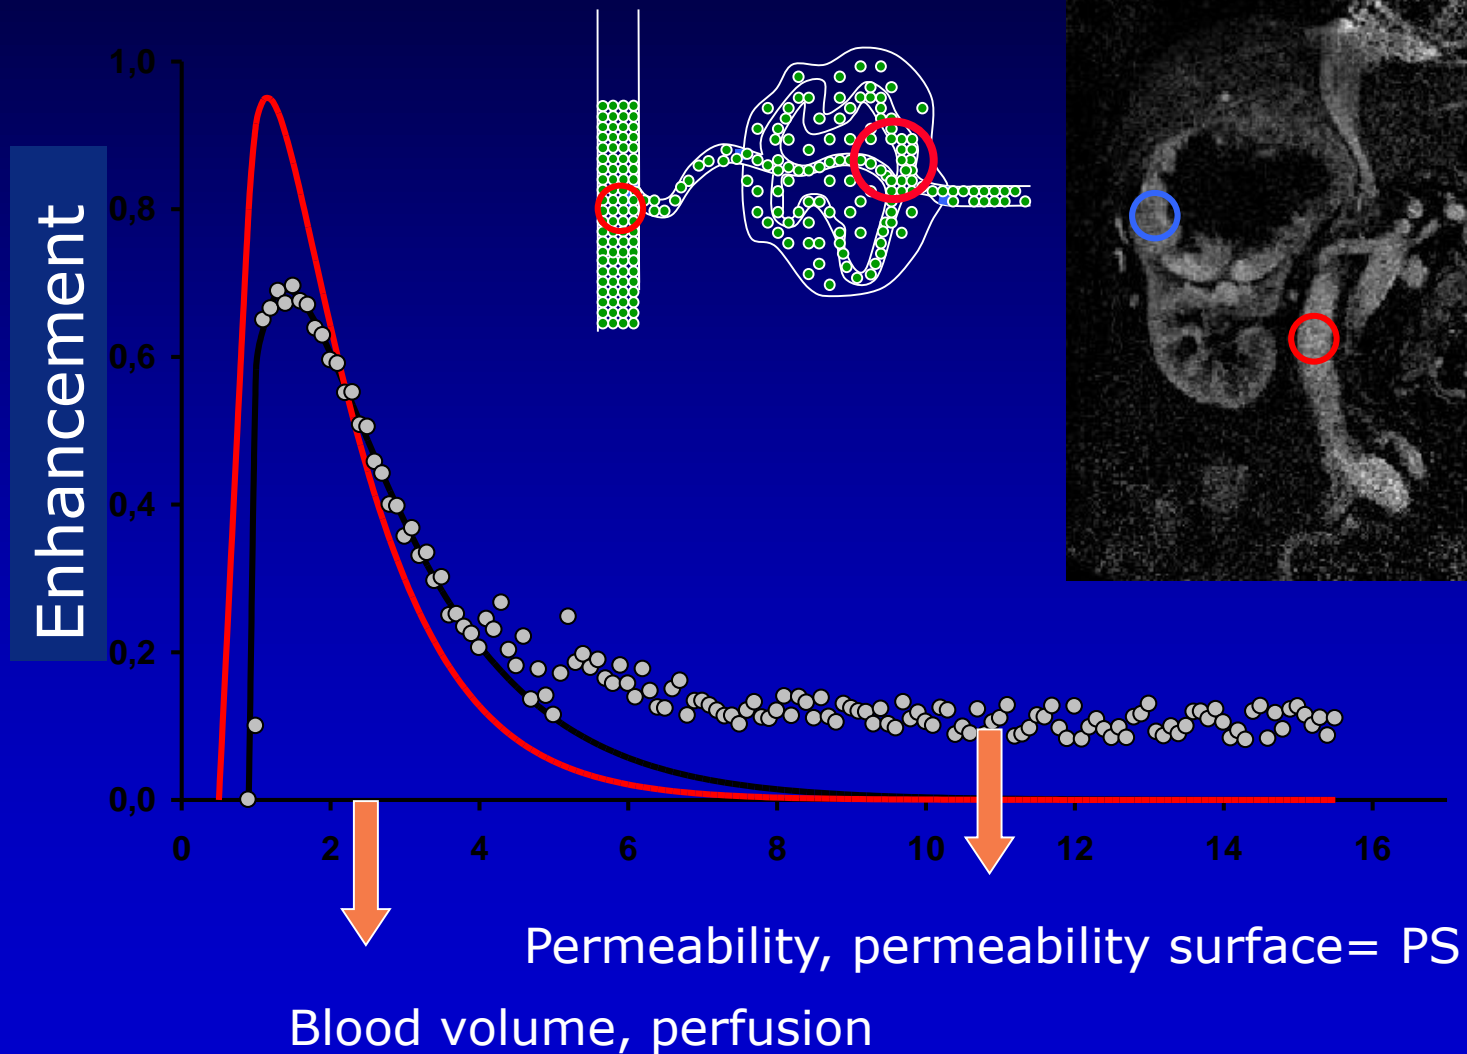 Enhancement
1,0
0,8
0,6
0,4
0,2
0,0
0 2 4 6 8 10 12 14 16
Permeability, permeability surface= PS
Blood volume, perfusion